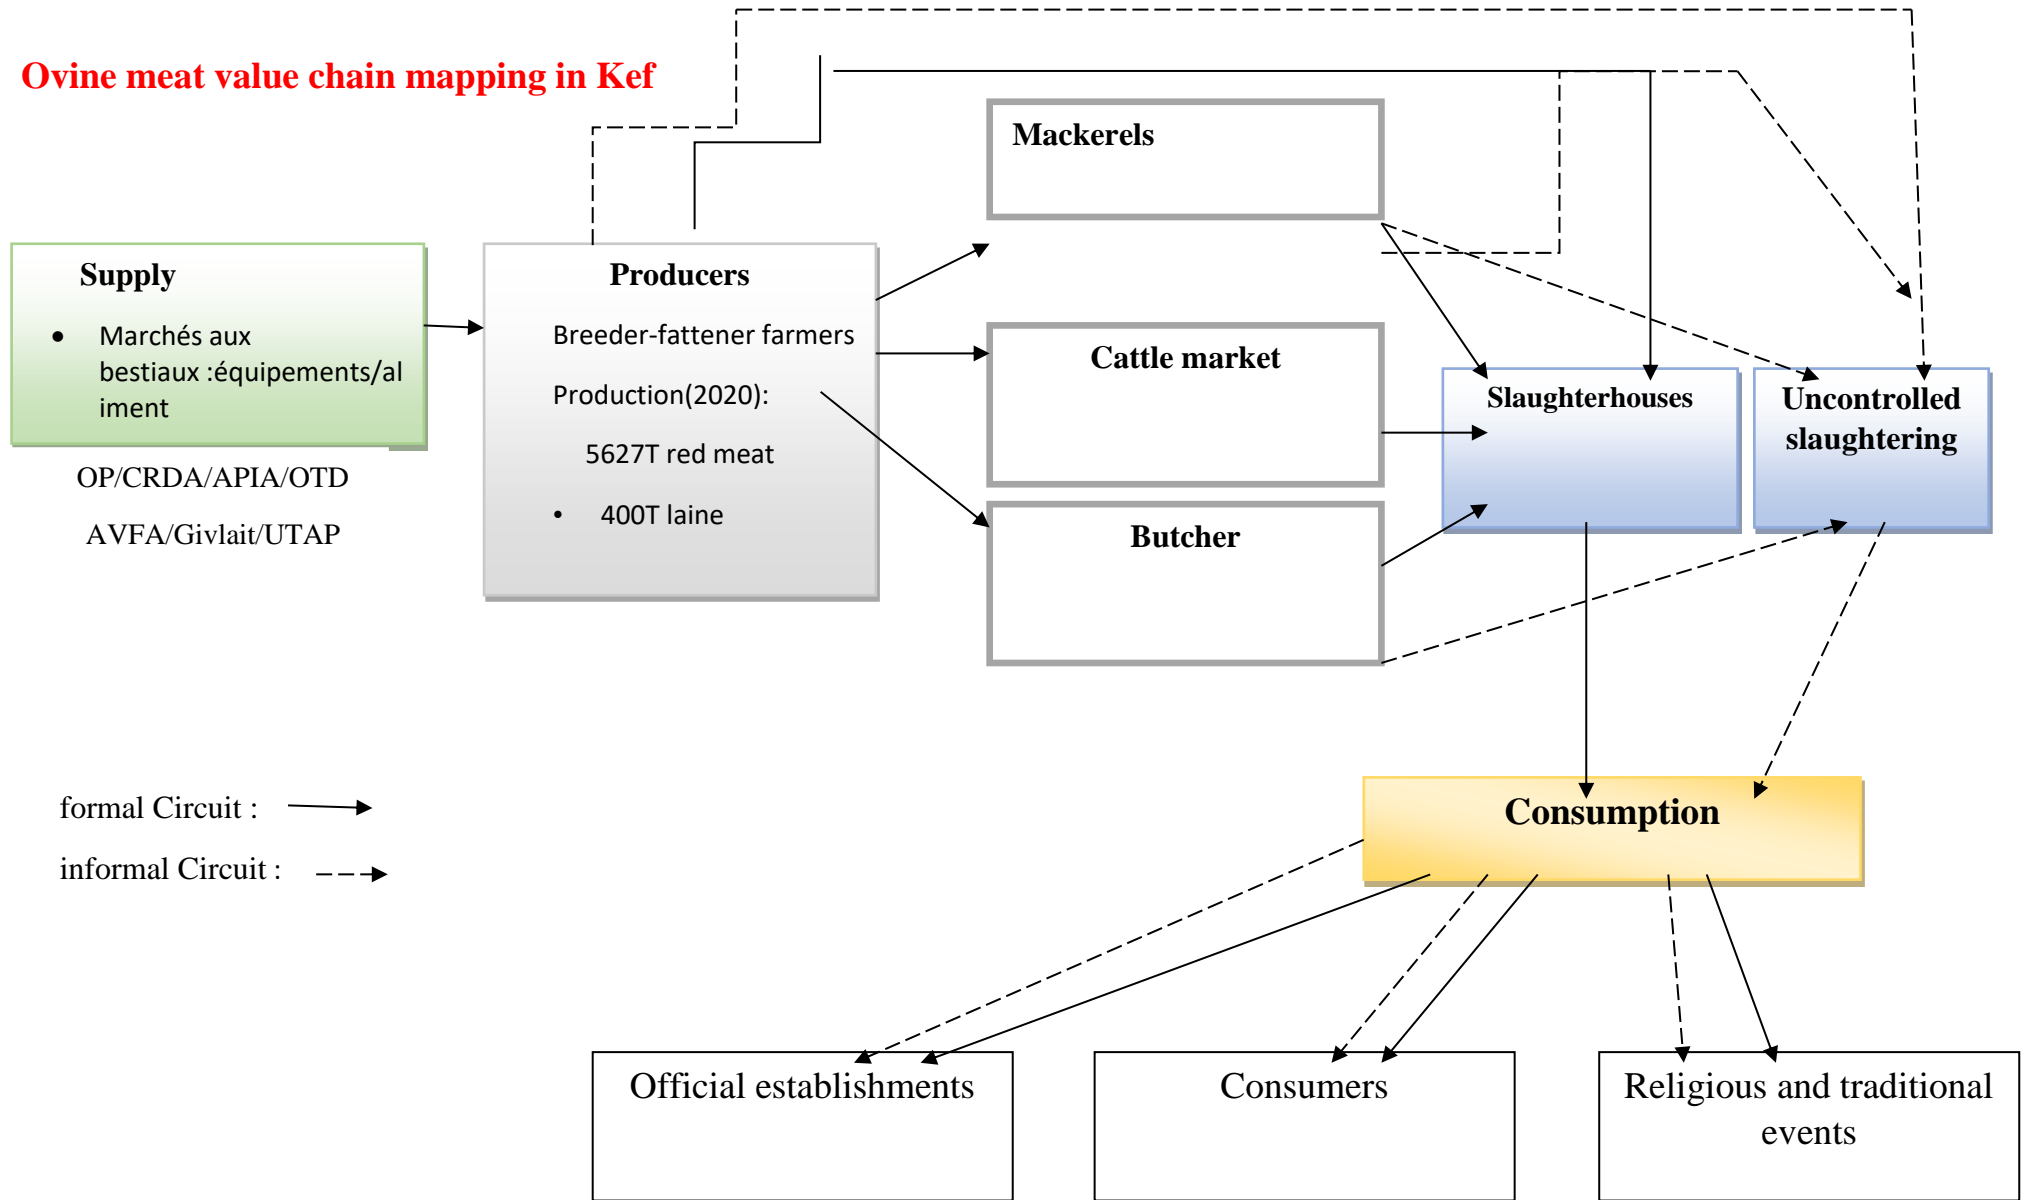 Ovine meat value chain mapping in Kef
Mackerels
Supply
• Marchés aux
bestiaux :équipements/al
iment
OP/CRDA/APIA/OTD
AVFA/Givlait/UTAP
Producers
Breeder-fattener farmers
Production(2020):
5627T red meat
• 400T laine
Cattle market
Butcher
Slaughterhouses
Uncontrolled
slaughtering
formal Circuit :
informal Circuit :
Consumption
Official establishments
Consumers
Religious and traditional
events